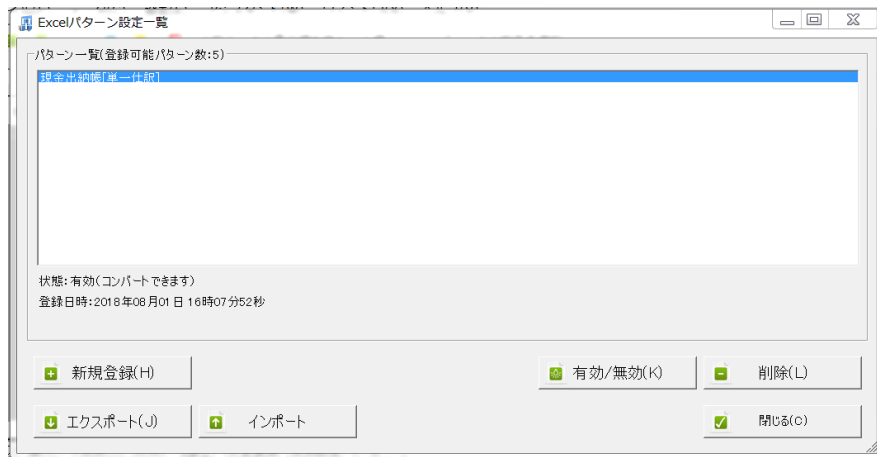 Excelパターン設定一覧
パターン一覧(登録可能パターン数:5)
現金出納帳[単一仕訳]
状態:有効(コンバートできます)
登録日時:2018年08月01日 16時07分52秒
新規登録(H)
有効/無効(K)
削除(L)
エクスポート(J)
インポート
閉じる(C)